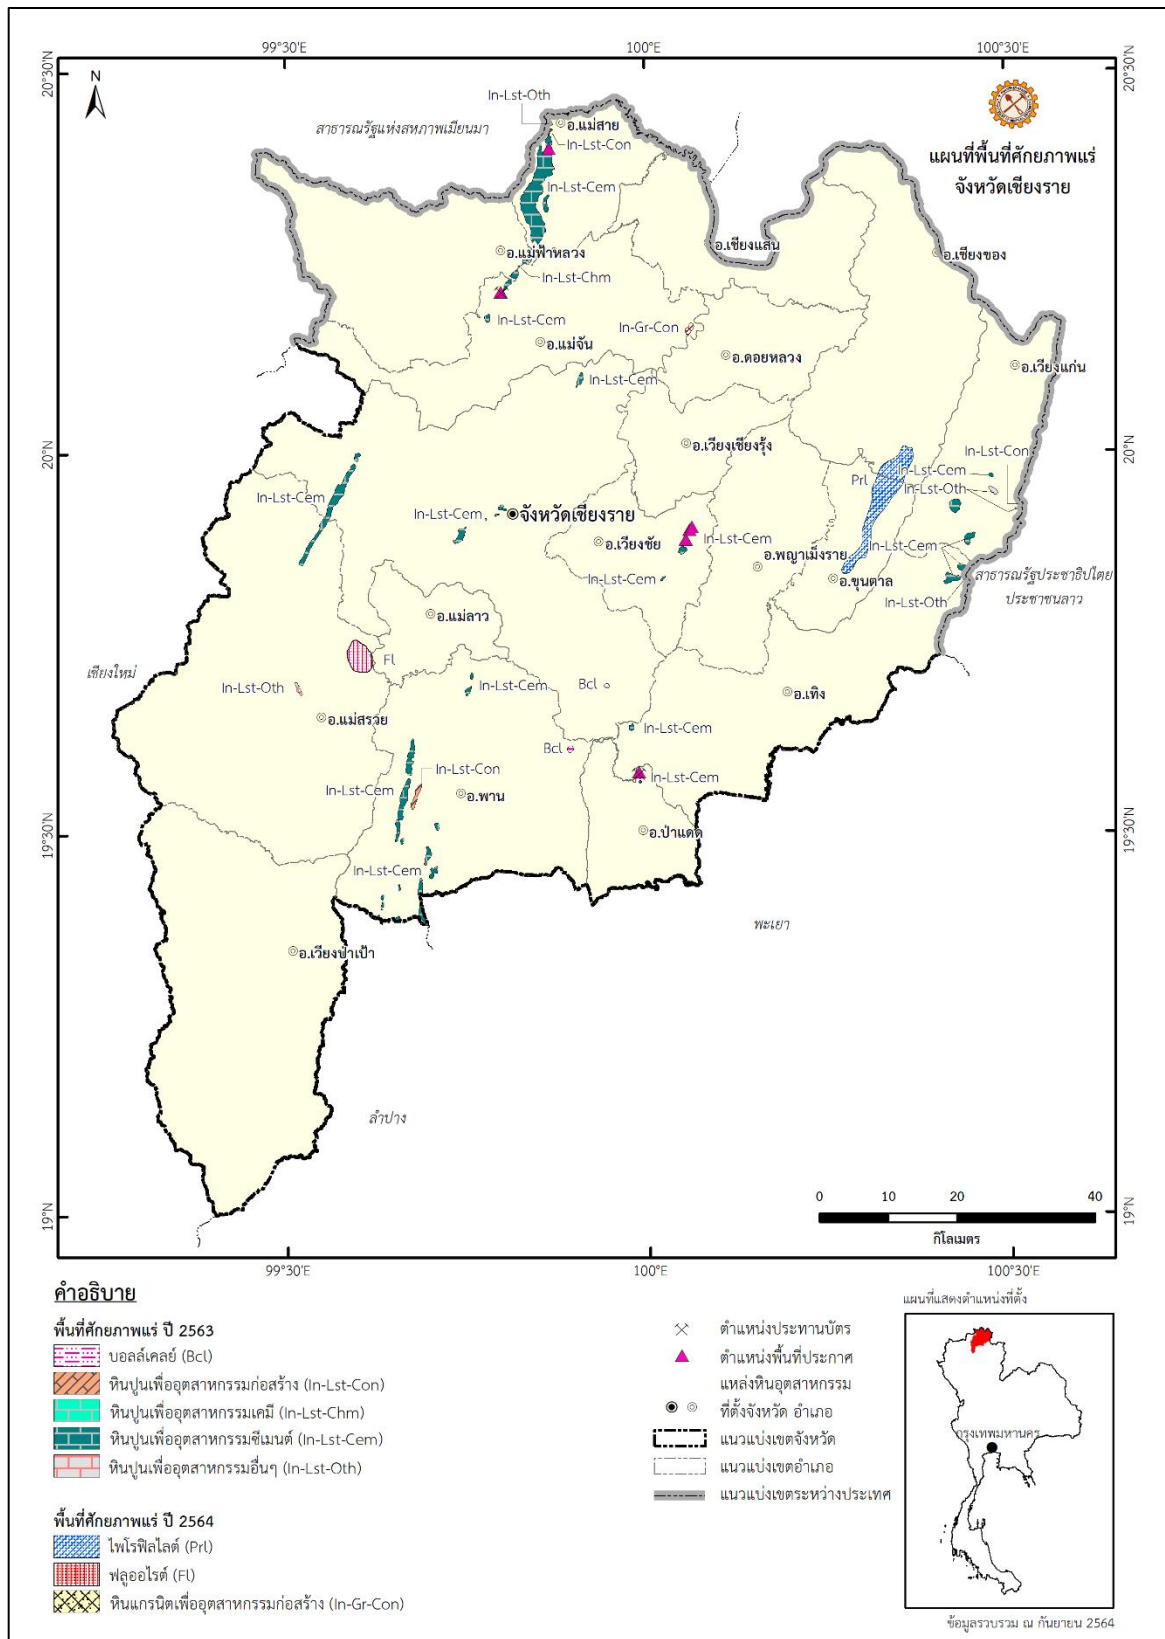 99°30'E
100°E
100°30'E
20°30'N
20°30'N
N
In-Lst-Oth
อ.แม่สาย
สาธารณรัฐแห่งสหภาพเมียนมา
In-Lst-Con
แผนที่พื้นที่ศักยภาพแร่
จังหวัดเชียงราย
In-Lst-Cem
อ.เชียงแสน
อ.แม่ฟ้าหลวง
อ.เชียงของ
In-Lst-Chm
In-Lst-Cem
In-Gr-Con
อ.แม่จัน
อ.ดอยหลวง
อ.เวียงแก่น
In-Lst-Cem
20°N
20°N
อ.เวียงเชียงรุ้ง
In-Lst-Con
In-Lst-Cem
Prl
In-Lst-Cem
In-Lst-Oth
In-Lst-Cem
จังหวัดเชียงราย
อ.เวียงชัย
In-Lst-Cem
In-Lst-Cem
อ.พญาเม็งราย
In-Lst-Cem
อ.ขุนตาล
สาธารณรัฐประชาธิปไตย
ประชาชนลาว
In-Lst-Oth
อ.แม่ลาว
เชียงใหม่
Fl
In-Lst-Oth
In-Lst-Cem
Bcl
อ.เทิง
อ.แม่สรวย
In-Lst-Cem
Bcl
In-Lst-Con
In-Lst-Cem
In-Lst-Cem
อ.พาน
อ.ป่าแดด
19°30'N
19°30'N
In-Lst-Cem
พะเยา
อ.เวียงป่าเป้า
ลำปาง
0 10 20 40
กิโลเมตร
19°N
19°N
99°30'E
100°E
100°30'E
คำอธิบาย
พื้นที่ศักยภาพแร่ ปี 2563
บอลล์เคลย์ (Bcl)
หินปูนเพื่ออุตสาหกรรมก่อสร้าง (In-Lst-Con)
หินปูนเพื่ออุตสาหกรรมเคมี (In-Lst-Chm)
หินปูนเพื่ออุตสาหกรรมซีเมนต์ (In-Lst-Cem)
หินปูนเพื่ออุตสาหกรรมอื่นๆ (In-Lst-Oth)
พื้นที่ศักยภาพแร่ ปี 2564
ไพโรฟิลไลต์ (Prl)
ฟลูออไรต์ (Fl)
หินแกรนิตเพื่ออุตสาหกรรมก่อสร้าง (In-Gr-Con)
ตำแหน่งประทานบัตร
ตำแหน่งพื้นที่ประกาศ
แหล่งหินอุตสาหกรรม
ที่ตั้งจังหวัด อำเภอ
แนวแบ่งเขตจังหวัด
แนวแบ่งเขตอำเภอ
แนวแบ่งเขตระหว่างประเทศ
แผนที่แสดงตำแหน่งที่ตั้ง
กรุงเทพมหานคร
ข้อมูลรวบรวม ณ กันยายน 2564